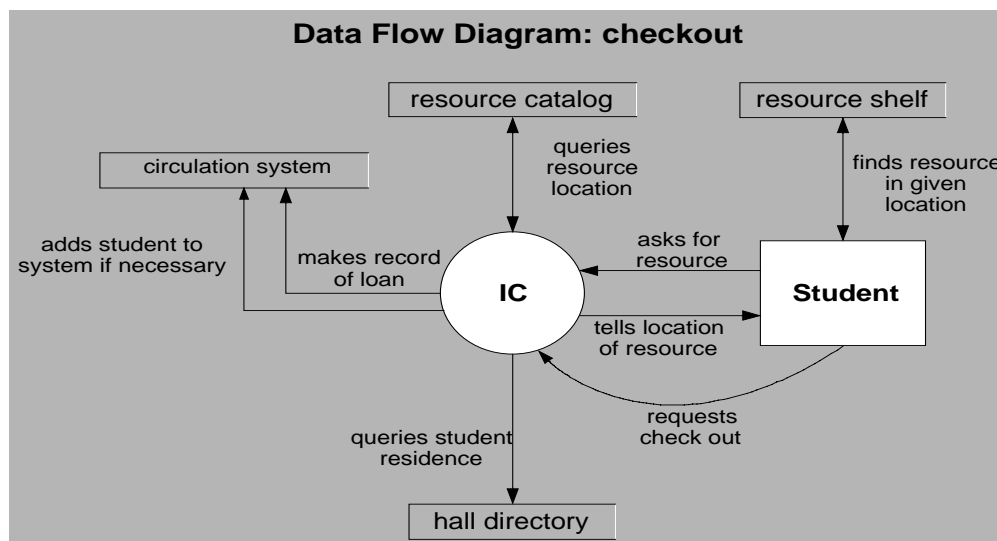 Data Flow Diagram: checkout
resource catalog
resource shelf
circulation system
queries
resource
location
finds resource
in given
location
adds student to
system if necessary
makes record
of loan
IC
asks for
resource
Student
tells location
of resource
requests
check out
queries student
residence
hall directory